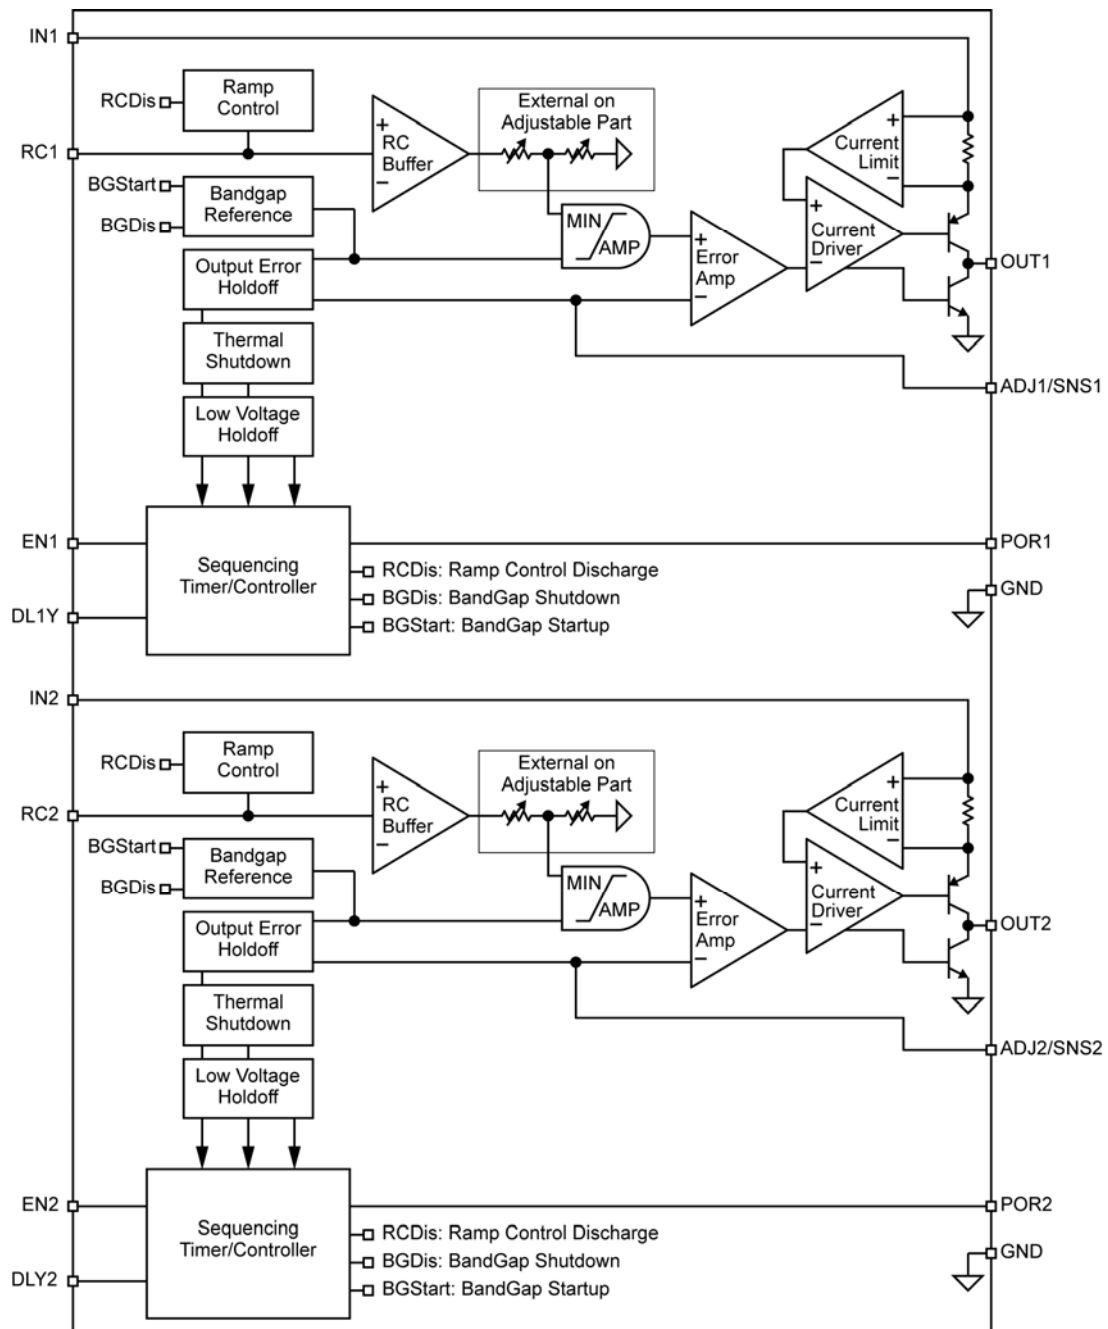 IN1
RCDis
Ramp
Control
RC1
+
RC
Buffer
−
External on
Adjustable Part
+
Current
Limit
−
BGStart
BGDis
Bandgap
Reference
MIN
AMP
+
Error
Amp
−
+
Current
Driver
−
OUT1
Output Error
Holdoff
Thermal
Shutdown
Low Voltage
Holdoff
ADJ1/SNS1
EN1
DL1Y
Sequencing
Timer/Controller
POR1
RCDis: Ramp Control Discharge
BGDis: BandGap Shutdown
BGStart: BandGap Startup
GND
IN2
RCDis
Ramp
Control
RC2
+
RC
Buffer
−
External on
Adjustable Part
+
Current
Limit
−
BGStart
BGDis
Bandgap
Reference
MIN
AMP
+
Error
Amp
−
+
Current
Driver
−
OUT2
Output Error
Holdoff
Thermal
Shutdown
Low Voltage
Holdoff
ADJ2/SNS2
EN2
DLY2
Sequencing
Timer/Controller
POR2
RCDis: Ramp Control Discharge
BGDis: BandGap Shutdown
BGStart: BandGap Startup
GND